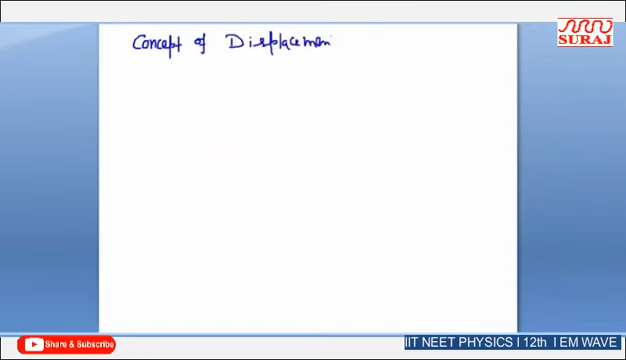 Concept of Displacemen
SURAJ
Share & Subscribe
IIT NEET PHYSICS I 12th I EM WAVE